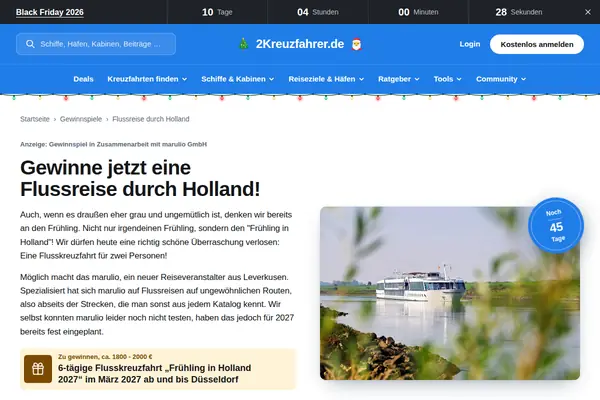 Black Friday 2026
10 Tage 04 Stunden 00 Minuten 28 Sekunden
Schiffe, Häfen, Kabinen, Beiträge ...
2Kreuzfahrer.de
Login
Kostenlos anmelden
Deals Kreuzfahrten finden Schiffe & Kabinen Reiseziele & Häfen Ratgeber Tools Community
Startseite › Gewinnspiele › Flussreise durch Holland
Anzeige: Gewinnspiel in Zusammenarbeit mit marulio GmbH
Gewinne jetzt eine
Flussreise durch Holland!
Auch, wenn es draußen eher grau und ungemütlich ist, denken wir bereits
an den Frühling. Nicht nur irgendeinen Frühling, sondern den "Frühling in
Holland"! Wir dürfen heute eine richtig schöne Überraschung verlosen:
Eine Flusskreuzfahrt für zwei Personen!
Möglich macht das marulio, ein neuer Reiseveranstalter aus Leverkusen.
Spezialisiert hat sich marulio auf Flussreisen auf ungewöhnlichen Routen,
also abseits der Strecken, die man sonst aus jedem Katalog kennt. Wir
selbst konnten marulio leider noch nicht testen, haben das jedoch für 2027
bereits fest eingeplant.
Zu gewinnen, ca. 1800 - 2000 €
6-tägige Flusskreuzfahrt „Frühling in Holland
2027“ im März 2027 ab und bis Düsseldorf
Noch
45
Tage